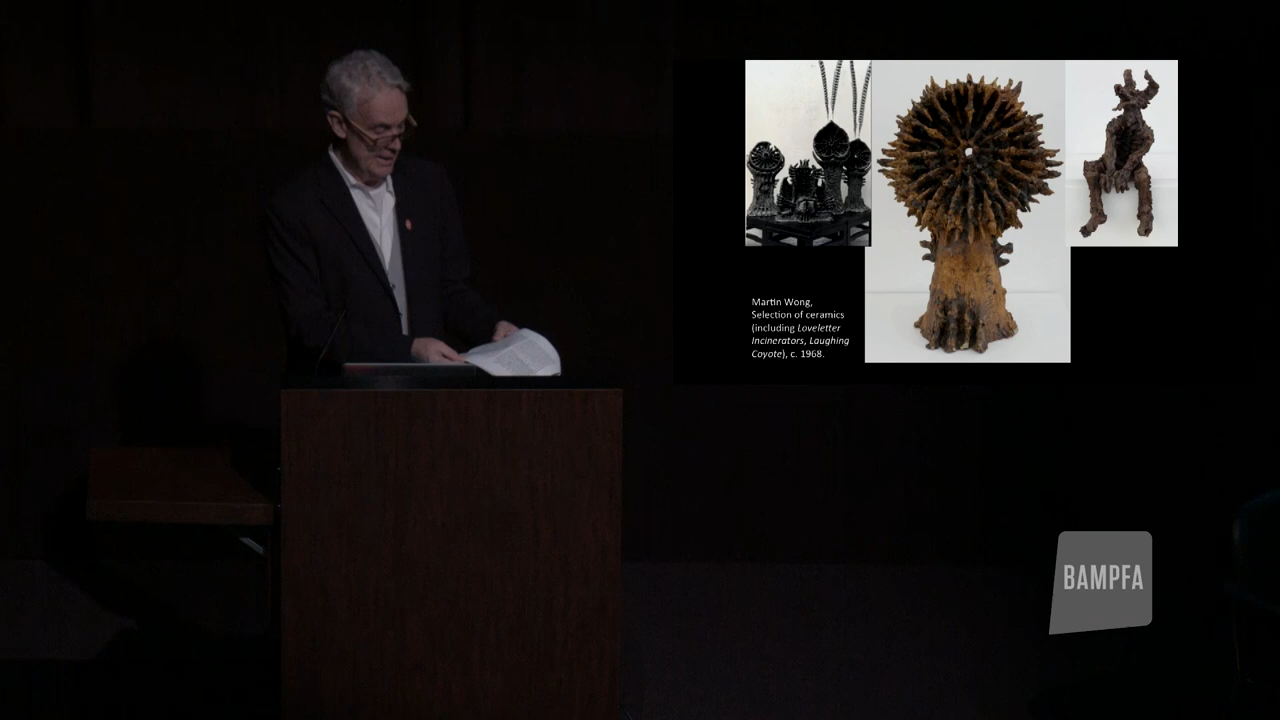 Martin Wong,
Selection of ceramics
(including Loveletter
Incinerators, Laughing
Coyote), c. 1968.
BAMPFA